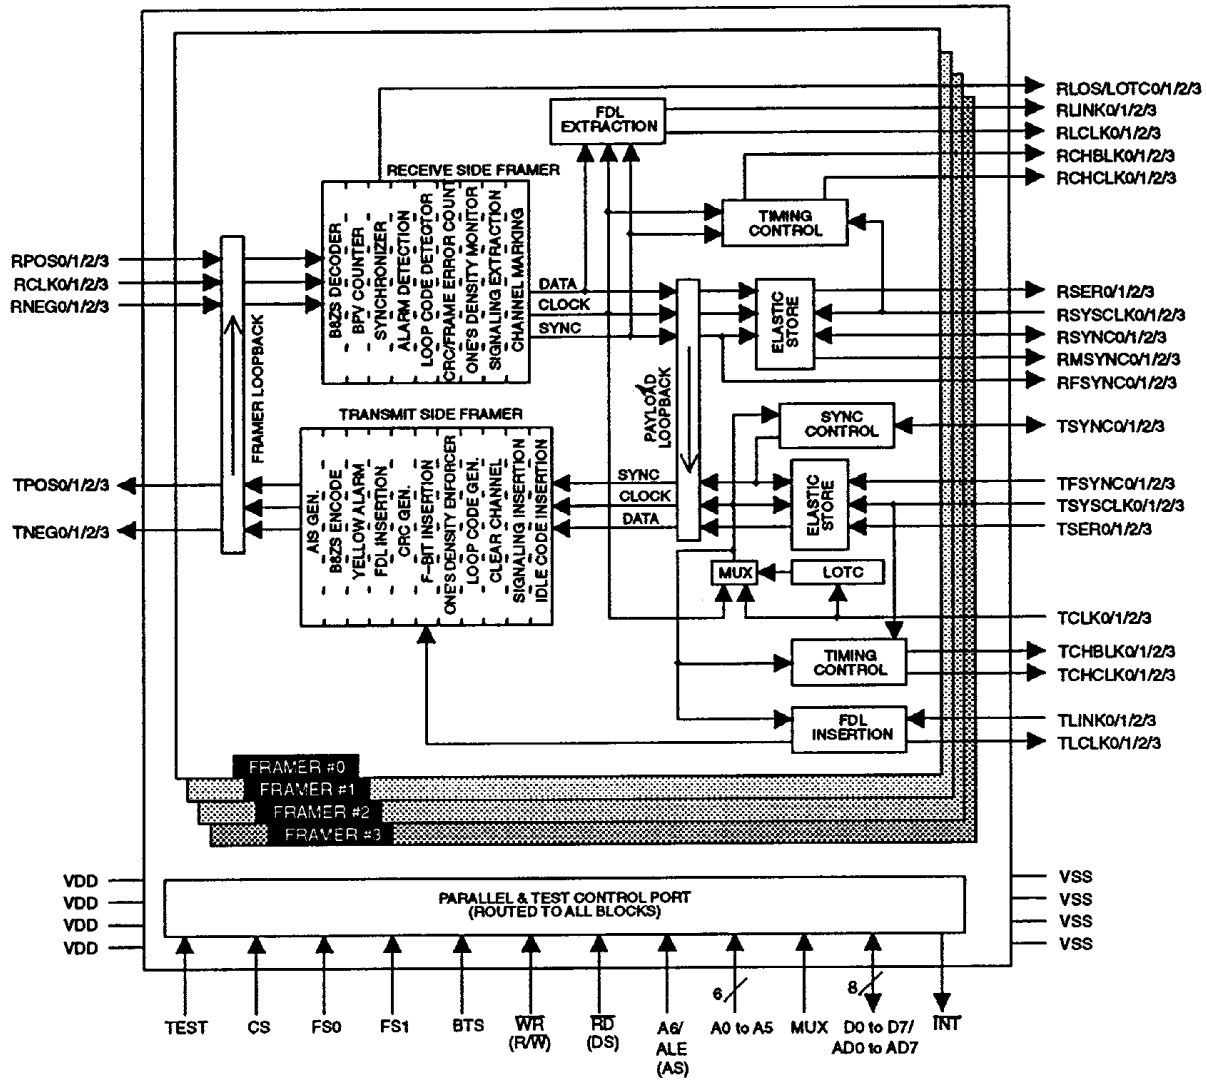 RLOS/LOTC0/1/2/3
RLINK0/1/2/3
RLCLK0/1/2/3
RCHBLK0/1/2/3
RCHCLK0/1/2/3
FDL
EXTRACTION
RECEIVE SIDE FRAMER
TIMING
CONTROL
RPOS0/1/2/3
RCLK0/1/2/3
RNEG0/1/2/3
B8ZS DECODER
BPV COUNTER
SYNCHRONIZER
ALARM DETECTION
LOOP CODE DETECTOR
CRC/FRAME ERROR COUNT
ONE'S DENSITY MONITOR
SIGNALING EXTRACTION
CHANNEL MARKING
DATA
CLOCK
SYNC
ELASTIC
STORE
RSER0/1/2/3
RSYSCLK0/1/2/3
RSYNC0/1/2/3
RMSYNC0/1/2/3
RFSYNC0/1/2/3
FRAMER LOOPBACK
PAYLOAD
LOOPBACK
TRANSMIT SIDE FRAMER
SYNC
CONTROL
TSYNC0/1/2/3
TPOS0/1/2/3
TNEG0/1/2/3
AIS GEN.
B8ZS ENCODE
YELLOW ALARM
FDL INSERTION
CRC GEN.
F-BIT INSERTION
ONE'S DENSITY ENFORCER
LOOP CODE GEN.
CLEAR CHANNEL
SIGNALING INSERTION
IDLE CODE INSERTION
SYNC
CLOCK
DATA
ELASTIC
STORE
TFSYNC0/1/2/3
TSYSCLK0/1/2/3
TSER0/1/2/3
MUX
LOTC
TCLK0/1/2/3
TIMING
CONTROL
TCHBLK0/1/2/3
TCHCLK0/1/2/3
FDL
INSERTION
TLINK0/1/2/3
TLCLK0/1/2/3
FRAMER #0
FRAMER #1
FRAMER #2
FRAMER #3
VDD
VDD
VDD
VDD
PARALLEL & TEST CONTROL PORT
(ROUTED TO ALL BLOCKS)
VSS
VSS
VSS
VSS
6
8
TEST
CS
FS0
FS1
BTS
WR
(R/W)
RD
(DS)
A6/
ALE
(AS)
A0 to A5
MUX
D0 to D7/
AD0 to AD7
INT